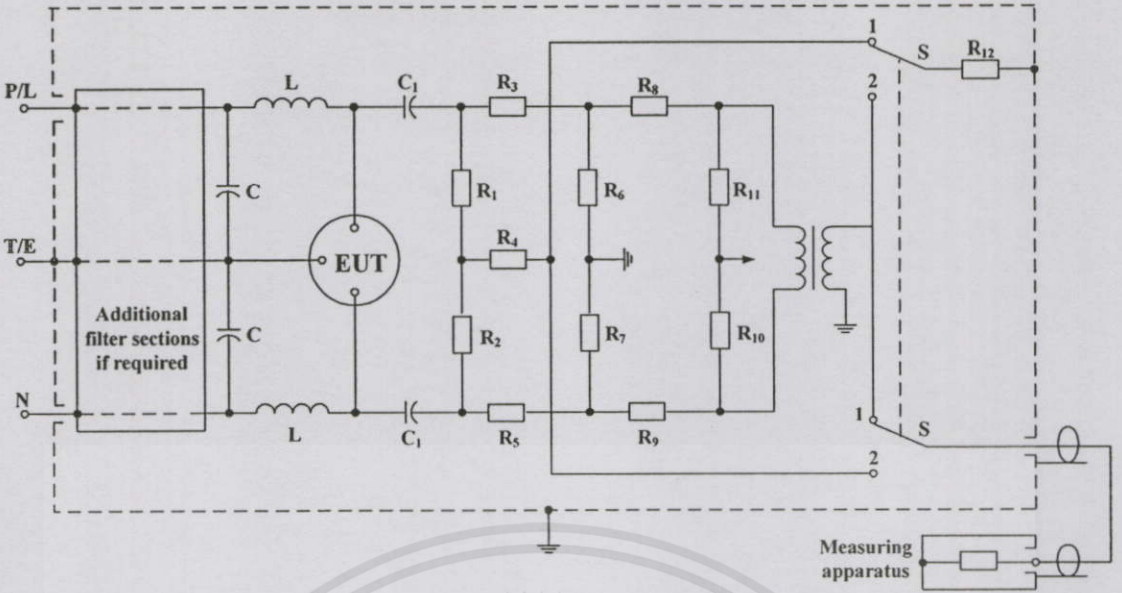 1
S
R12
P/L
L
C1
R3
R8
2
C
R1
R6
R11
T/E
R4
EUT
Additional
filter sections
if required
C
R2
R7
R10
N
L
C1
R5
R9
1
S
2
Measuring
apparatus